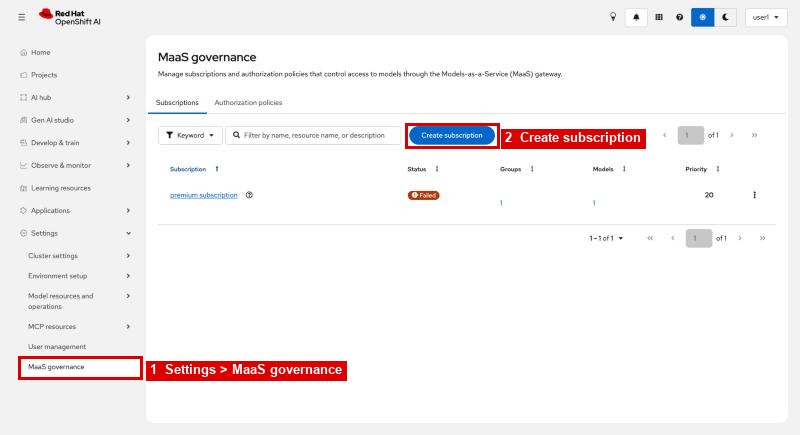 Red Hat
OpenShift AI
user1
Home
Projects
AI hub
Gen AI studio
Develop & train
Observe & monitor
Learning resources
Applications
Settings
Cluster settings
Environment setup
Model resources and
operations
MCP resources
User management
MaaS governance
1 Settings > MaaS governance
MaaS governance
Manage subscriptions and authorization policies that control access to models through the Models-as-a-Service (MaaS) gateway.
Subscriptions Authorization policies
Keyword Filter by name, resource name, or description Create subscription 2 Create subscription 1 of 1
Subscription Status Groups Models Priority
premium subscription Failed 1 1 20
1 - 1 of 1 1 of 1